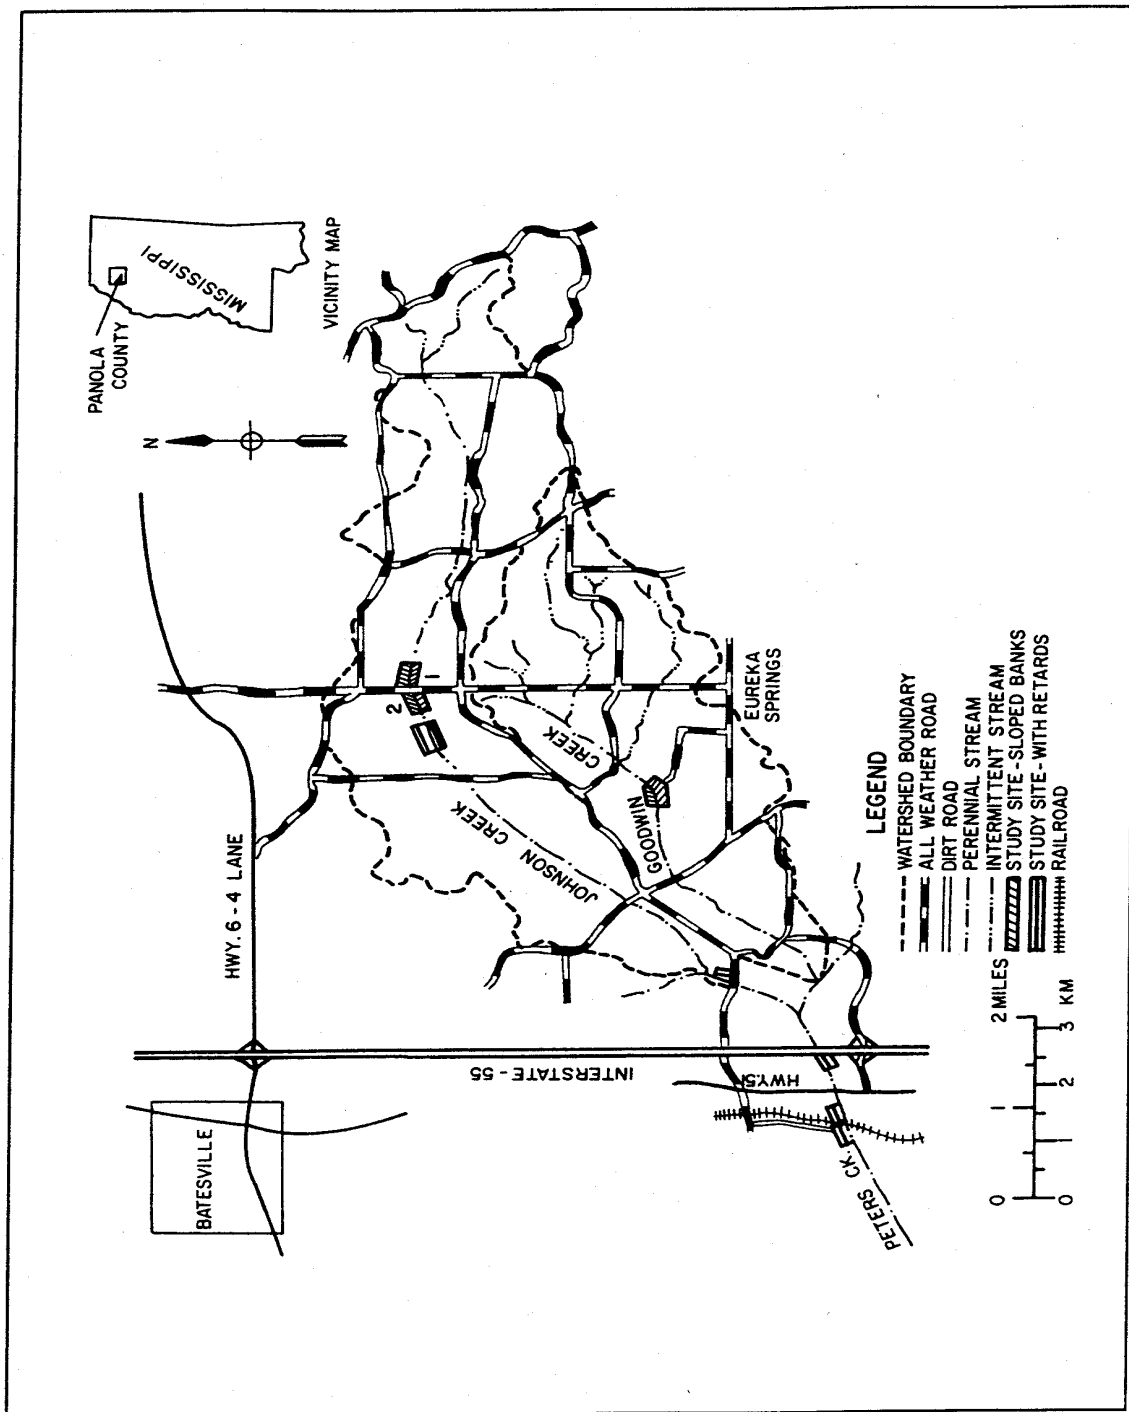 PANOLA
COUNTY
MISSISSIPPI
VICINITY MAP
N
HWY. 6-4 LANE
BATESVILLE
INTERSTATE-55
HWY.51
JOHNSON CREEK
GOODWIN CREEK
2
1
EUREKA
SPRINGS
PETERS CK.
LEGEND
WATERSHED BOUNDARY
ALL WEATHER ROAD
DIRT ROAD
PERENNIAL STREAM
INTERMITTENT STREAM
STUDY SITE-SLOPED BANKS
STUDY SITE-WITH RETARDS
RAILROAD
0 1 2 MILES
0 1 2 3 KM